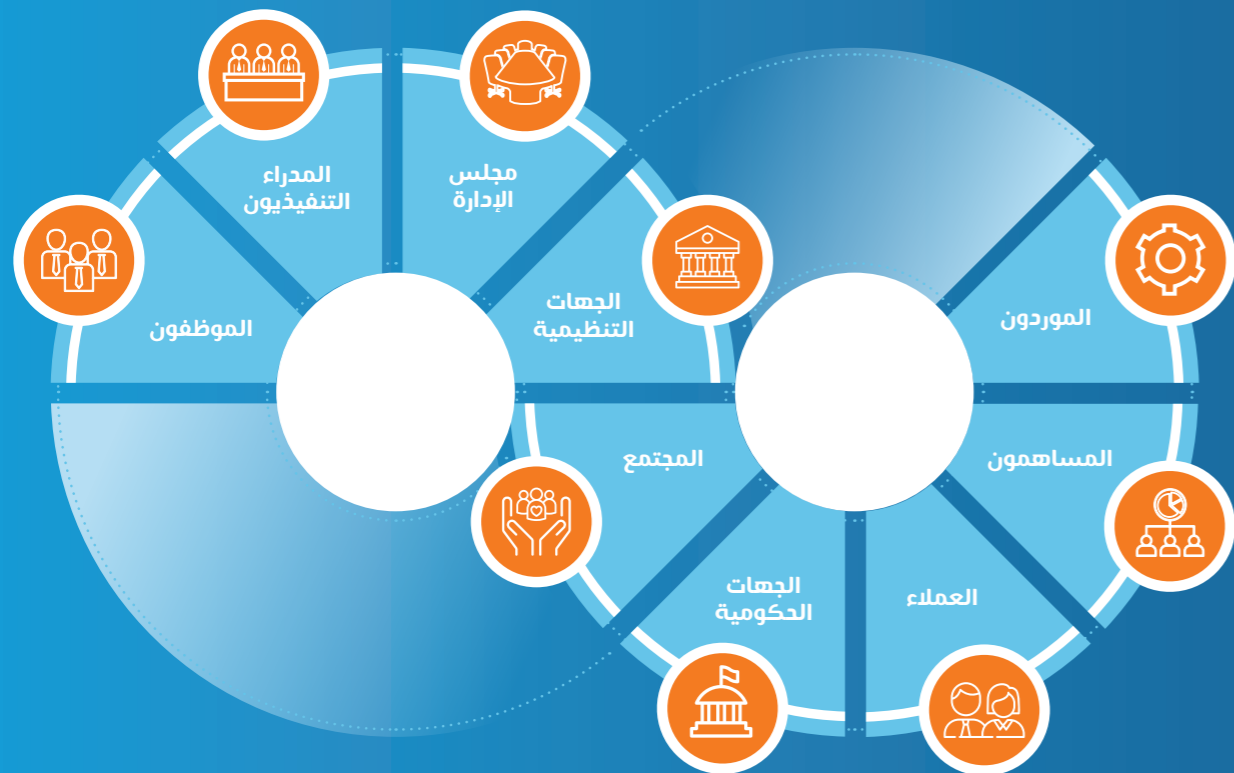 المدراء
التنفيذيون
مجلس
الإدارة
الموظفون
الجهات
التنظيمية
الموردون
المجتمع
المساهمون
الجهات
الحكومية
العملاء